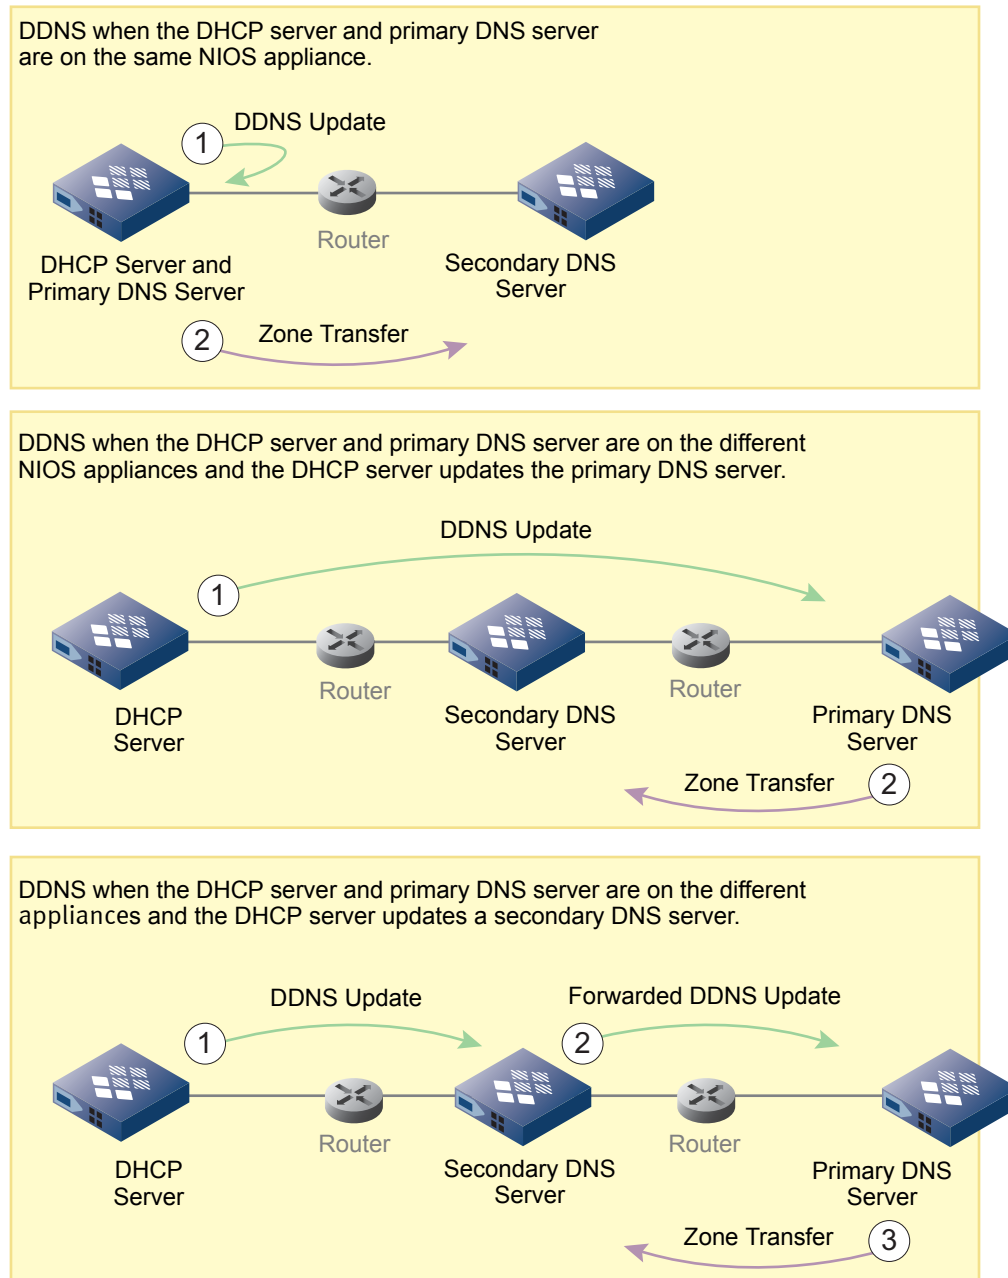 DDNS when the DHCP server and primary DNS server
are on the same NIOS appliance.
1
DDNS Update
Router
DHCP Server and
Primary DNS Server
Secondary DNS
Server
2
Zone Transfer
DDNS when the DHCP server and primary DNS server are on the different
NIOS appliances and the DHCP server updates the primary DNS server.
DDNS Update
1
Router
Router
DHCP
Server
Secondary DNS
Server
Primary DNS
Server
Zone Transfer
2
DDNS when the DHCP server and primary DNS server are on the different
appliances and the DHCP server updates a secondary DNS server.
DDNS Update
Forwarded DDNS Update
1
2
Router
Router
DHCP
Server
Secondary DNS
Server
Primary DNS
Server
Zone Transfer
3